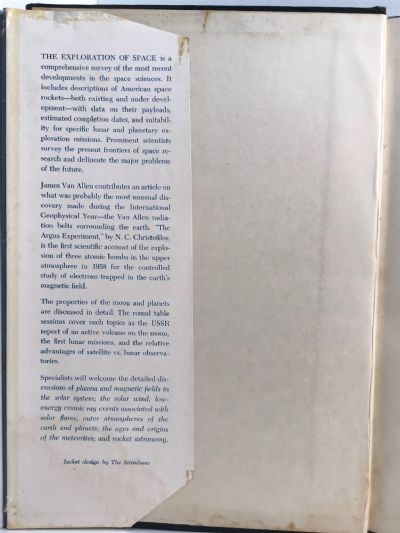 THE EXPLORATION OF SPACE is a
comprehensive survey of the most recent
developments in the space sciences. It
includes descriptions of American space
rockets—both existing and under devel-
opment—with data on their payloads,
estimated completion dates, and suitabil-
ity for specific lunar and planetary ex-
ploration missions. Prominent scientists
survey the present frontiers of space re-
search and delineate the major problems
of the future.
James Van Allen contributes an article on
what was probably the most unusual dis-
covery made during the International
Geophysical Year—the Van Allen radia-
tion belts surrounding the earth. "The
Argus Experiment," by N. C. Christofilos,
is the first scientific account of the explo-
sion of three atomic bombs in the upper
atmosphere in 1958 for the controlled
study of electrons trapped in the earth's
magnetic field.
The properties of the moon and planets
are discussed in detail. The round table
sessions cover such topics as the USSR
report of an active volcano on the moon,
the first lunar missions, and the relative
advantages of satellite vs. lunar observa-
tories.
Specialists will welcome the detailed dis-
cussions of plasma and magnetic fields in
the solar system; the solar wind; low-
energy cosmic ray events associated with
solar flares; outer atmospheres of the
earth and planets; the ages and origins
of the meteorites; and rocket astronomy.
Jacket design by The Strimbans